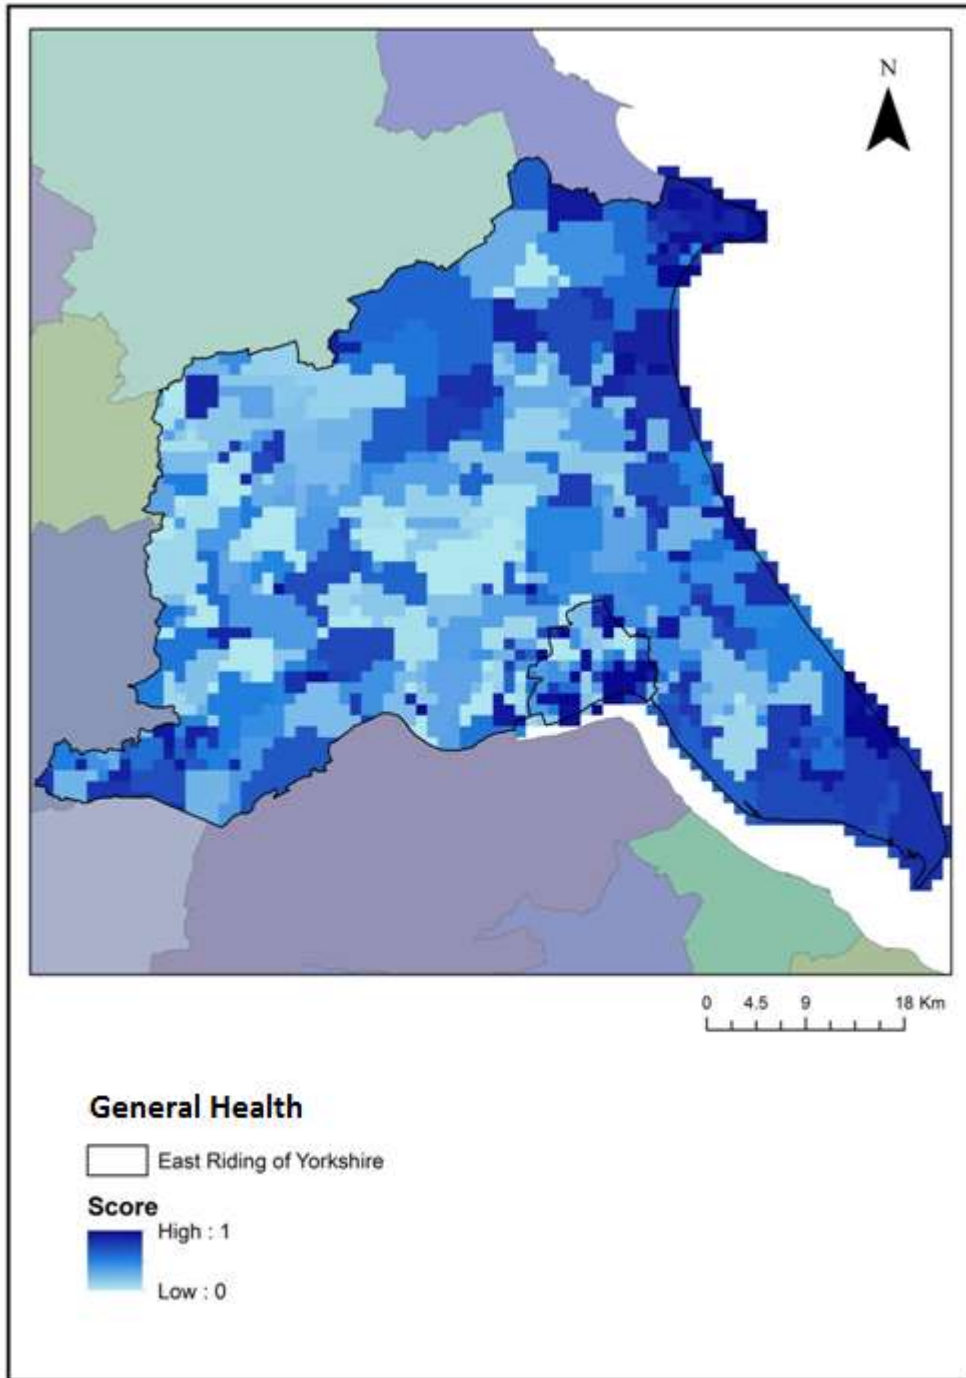 N
0 4.5 9 18 Km
General Health
East Riding of Yorkshire
Score
High : 1
Low : 0